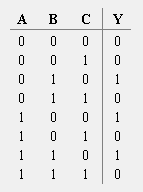 A B C Y
0 0 0 0
0 0 1 0
0 1 0 1
0 1 1 0
1 0 0 1
1 0 1 0
1 1 0 1
1 1 1 0